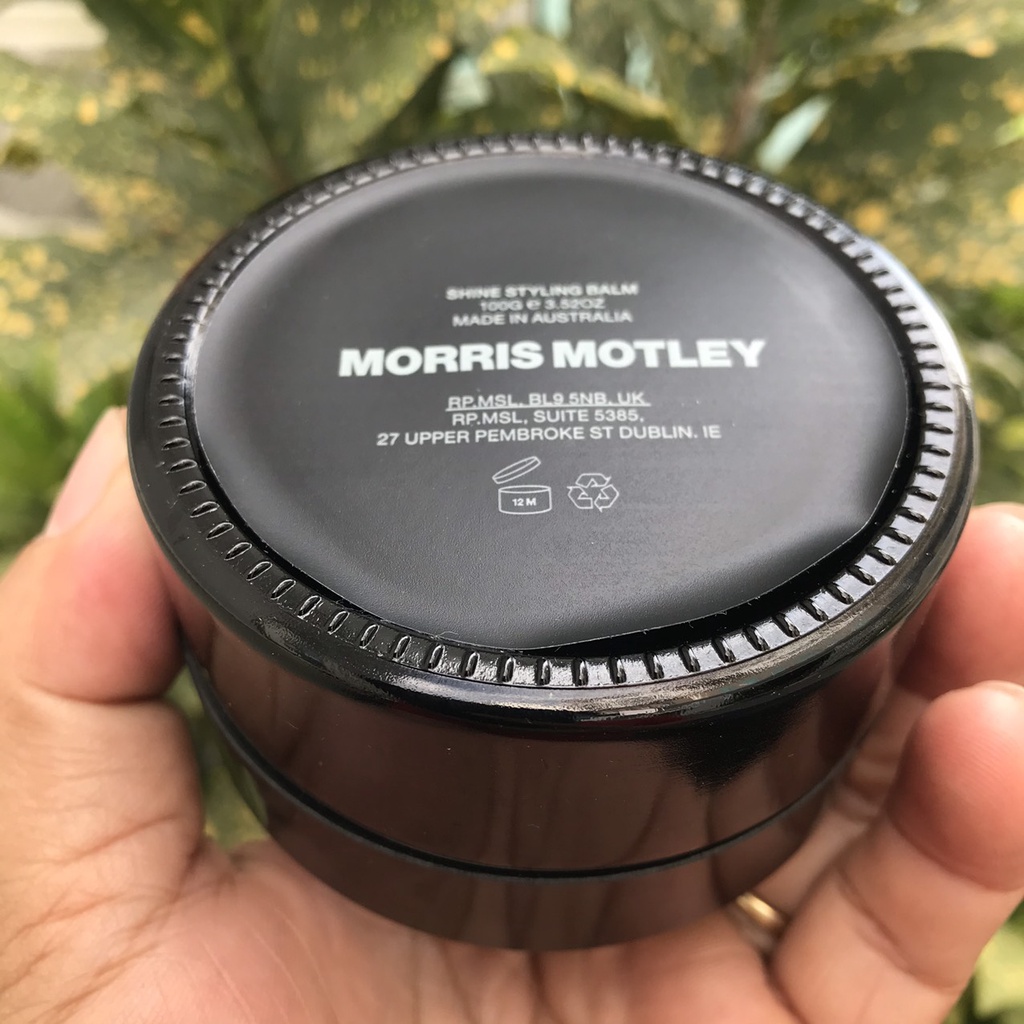 SHINE STYLING BALM
100G ℮ 3.52OZ
MADE IN AUSTRALIA
MORRIS MOTLEY
RP.MSL, BL9 5NB, UK
RP.MSL, SUITE 5385,
27 UPPER PEMBROKE ST DUBLIN. IE
12 M